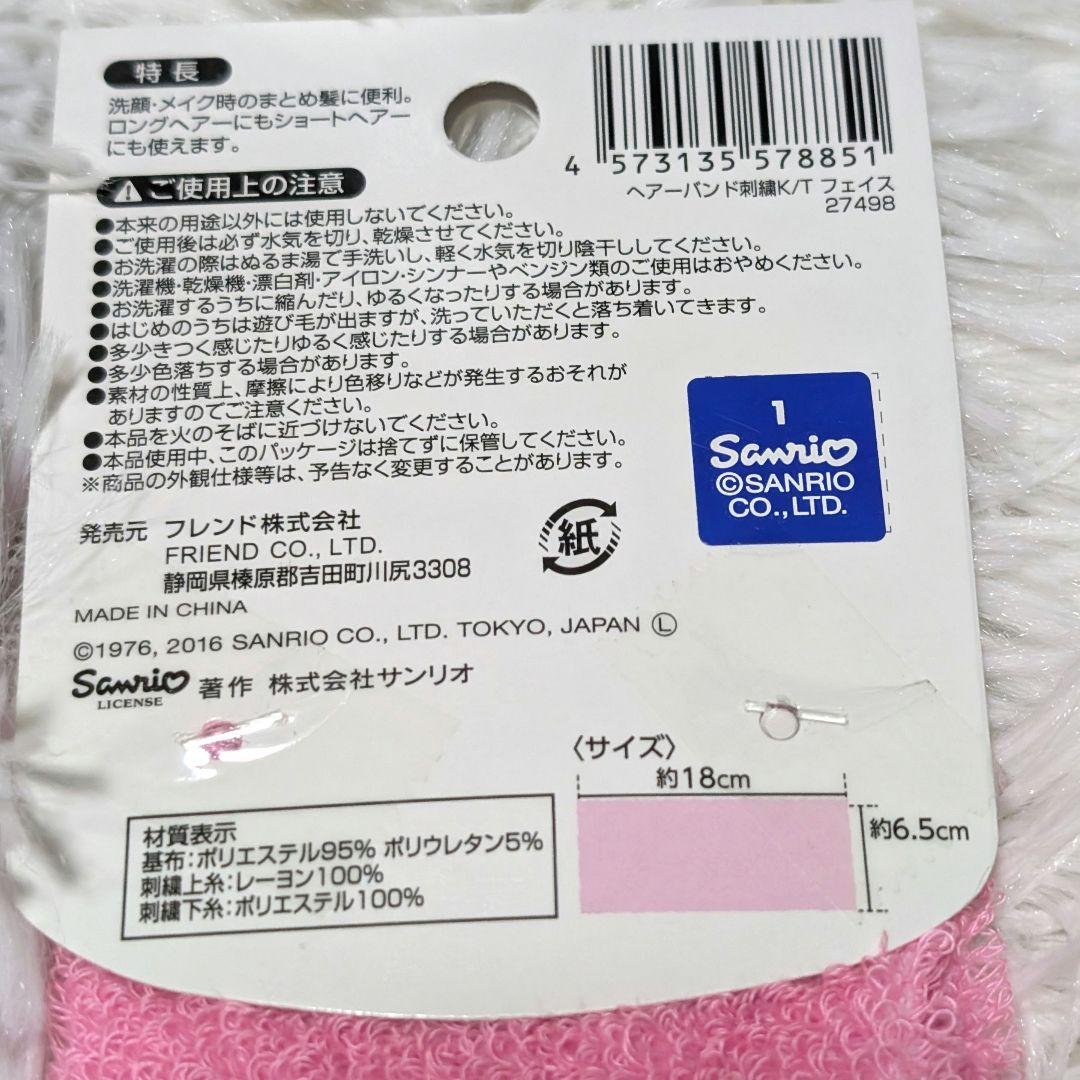 特長
洗顔・メイク時のまとめ髪に便利。
ロングヘアーにもショートヘアー
にも使えます。
4 573135 578851
ヘアーバンド刺繍K/T フェイス
27498
ご使用上の注意
●本来の用途以外には使用しないでください。
●ご使用後は必ず水気を切り、乾燥させてください。
●お洗濯の際はぬるま湯で手洗いし、軽く水気を切り陰干ししてください。
●洗濯機・乾燥機・漂白剤・アイロン・シンナーやベンジン類のご使用はおやめください。
●お洗濯するうちに縮んだり、ゆるくなったりする場合があります。
●はじめのうちは遊び毛が出ますが、洗っていただくと落ち着いてきます。
●多少きつく感じたりゆるく感じたりする場合があります。
●多少色落ちする場合があります。
●素材の性質上、摩擦により色移りなどが発生するおそれが
ありますのでご注意ください。
●本品を火のそばに近づけないでください。
●本品使用中、このパッケージは捨てずに保管してください。
※商品の外観仕様等は、予告なく変更することがあります。
1
Sanrio
©SANRIO
CO., LTD.
発売元 フレンド株式会社
FRIEND CO., LTD.
静岡県榛原郡吉田町川尻3308
紙
MADE IN CHINA
©1976, 2016 SANRIO CO., LTD. TOKYO, JAPAN Ⓛ
Sanrio 著作 株式会社サンリオ
LICENSE
〈サイズ〉
約18cm
約6.5cm
材質表示
基布:ポリエステル95% ポリウレタン5%
刺繍上糸:レーヨン100%
刺繍下糸:ポリエステル100%